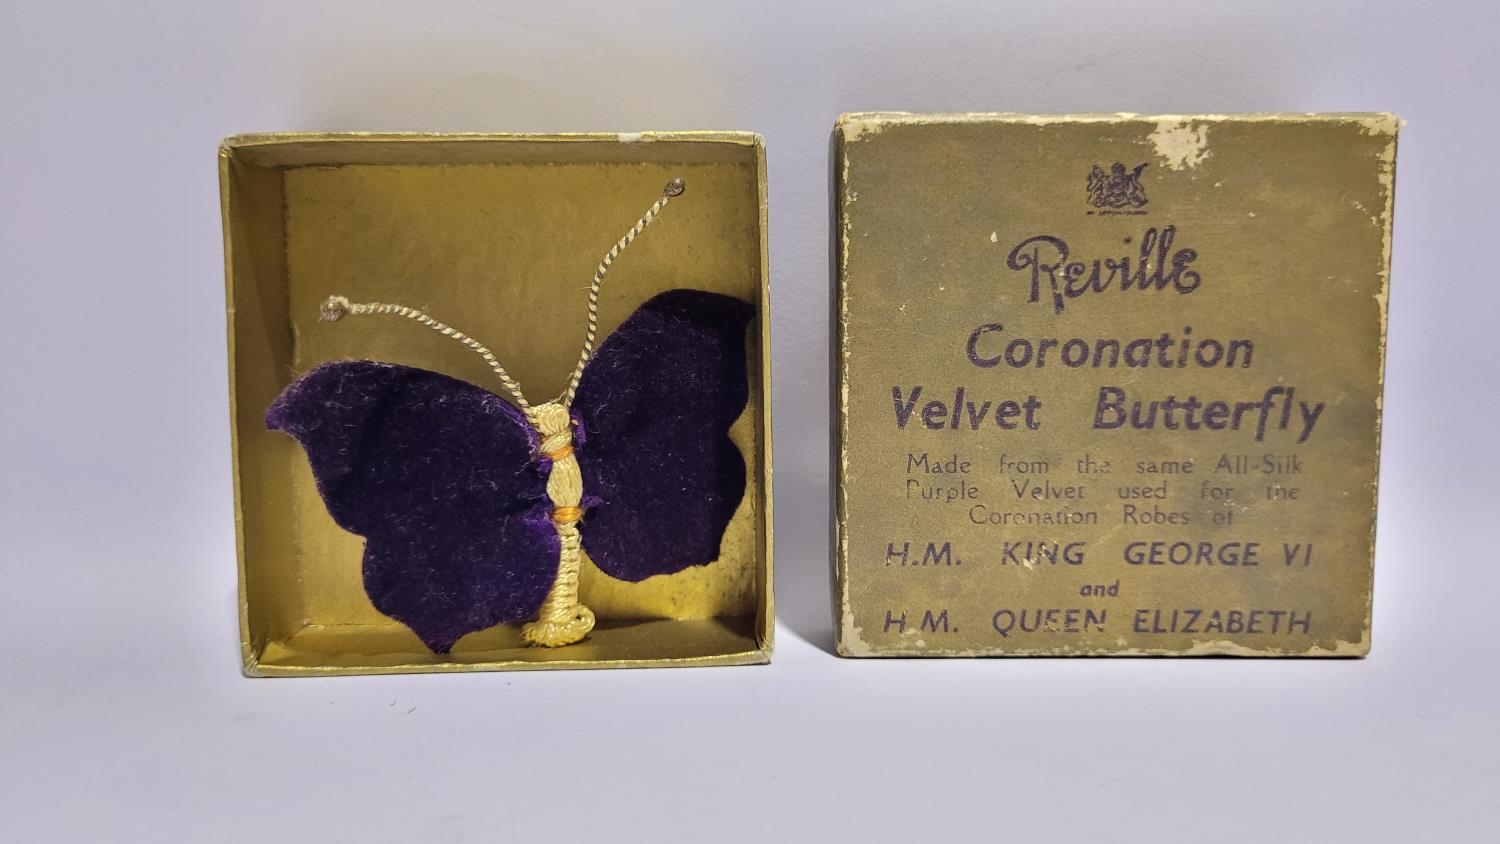 Reville
Coronation
Velvet Butterfly
Made from the same All-Silk
Purple Velvet used for the
Coronation Robes of
H.M. KING GEORGE VI
and
H.M. QUEEN ELIZABETH